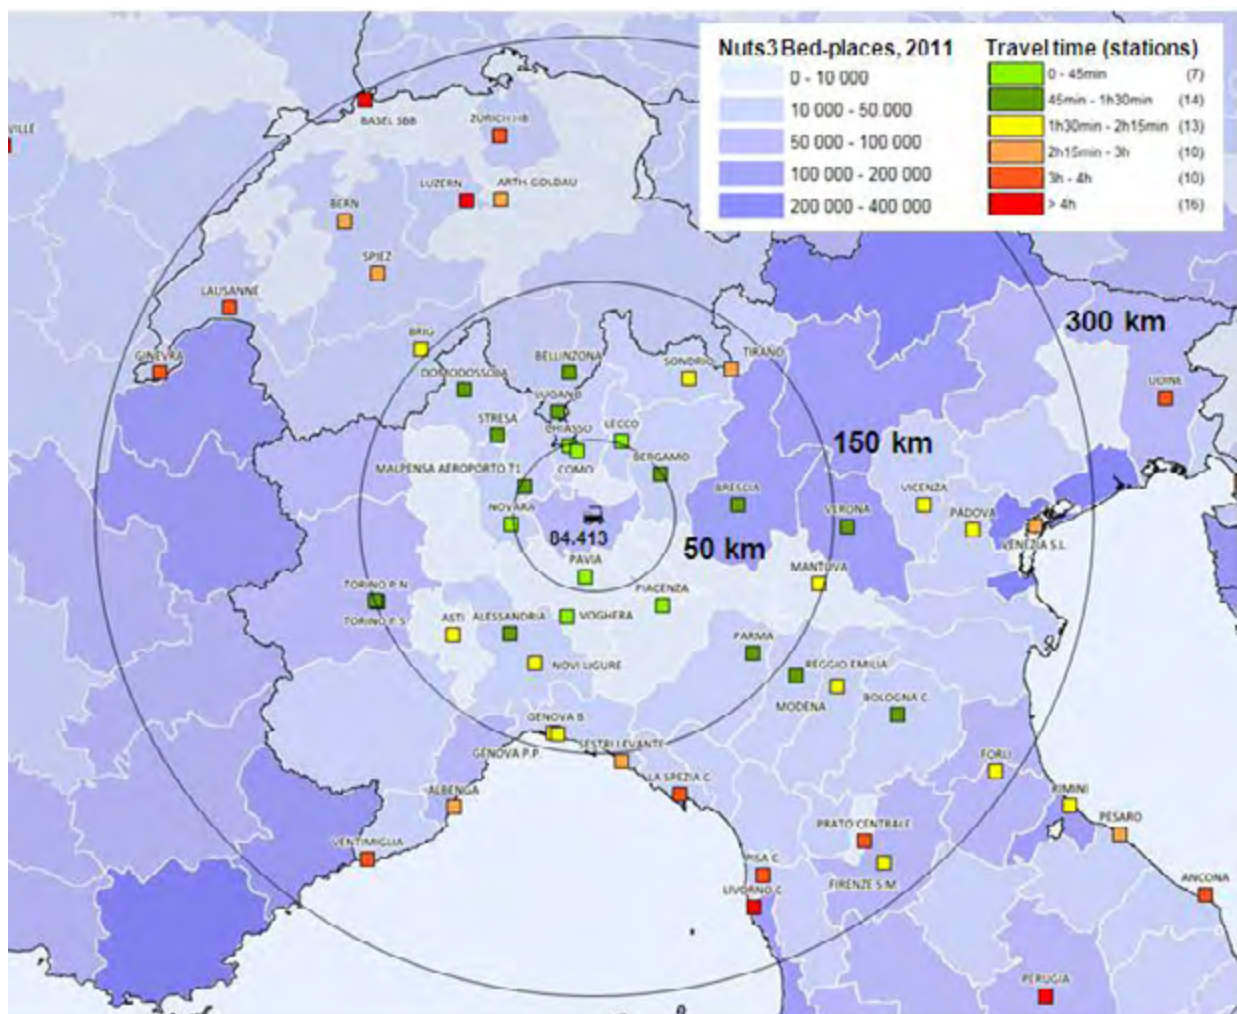 Nuts3 Bed-places, 2011
0 - 10 000
10 000 - 50.000
50 000 - 100 000
100 000 - 200 000
200 000 - 400 000
Travel time (stations)
0 - 45min (7)
45min - 1h30min (14)
1h30min - 2h15min (13)
2h15min - 3h (10)
3h - 4h (10)
> 4h (16)
BASEL SBB
ZÜRICH HB
VILLE
LUZERN
ARTH-GOLDAU
BERN
SPIEZ
LAUSANNE
300 km
BRIG
GINEVRA
BELLINZONA
SONDRIO
TIRANO
DOMODOSSOLA
UDINE
LUGANO
STRESA
CHIASSO
LECCO
150 km
COMO
BERGAMO
MALPENSA AEROPORTO T1
BRESCIA
VICENZA
NOVARA
VERONA
PADOVA
84.413
50 km
VENEZIA S.L.
PAVIA
MANTOVA
TORINO P.N.
PIACENZA
TORINO P.S.
ASTI
ALESSANDRIA
VOGHERA
PARMA
NOVI LIGURE
REGGIO EMILIA
MODENA
BOLOGNA C.
GENOVA B.
GENOVA P.P.
SESTRI LEVANTE
FORLI
LA SPEZIA C.
ALBENGA
RIMINI
PRATO CENTRALE
PESARO
VENTIMIGLIA
PISA C.
FIRENZE S.M.
LIVORNO C.
ANCONA
PERUGIA